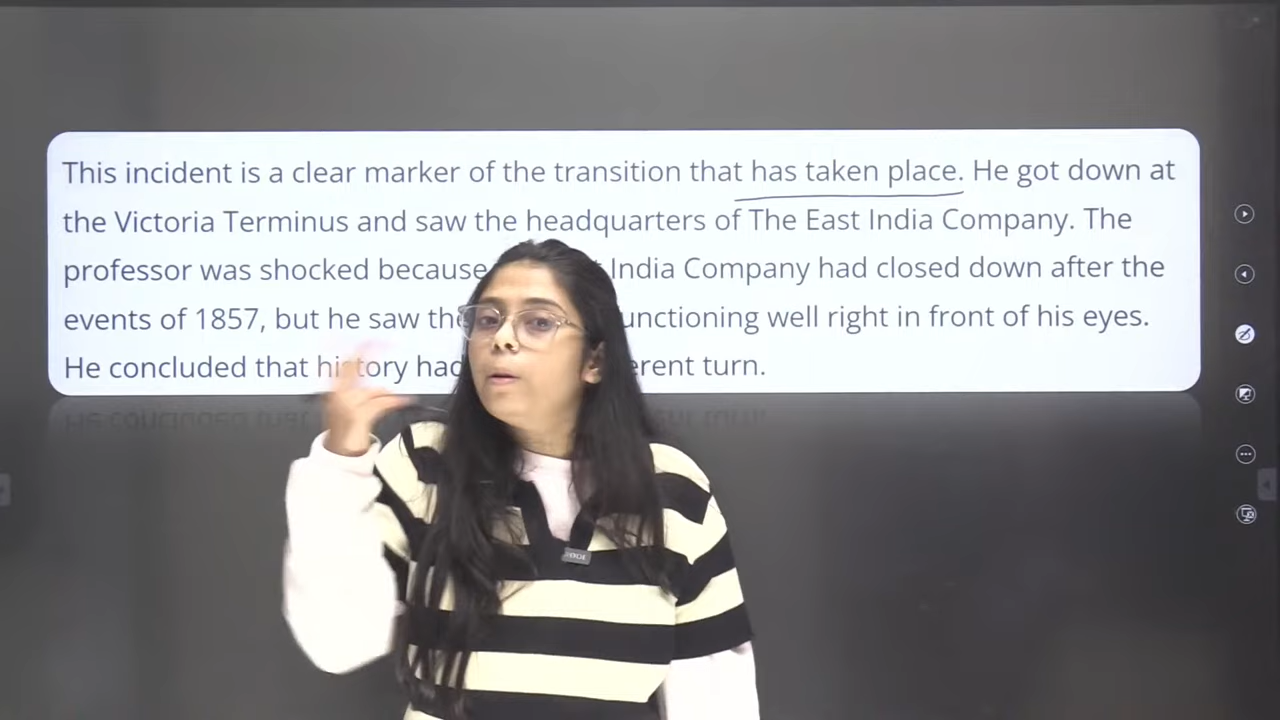 This incident is a clear marker of the transition that has taken place. He got down at
the Victoria Terminus and saw the headquarters of The East India Company. The
professor was shocked because India Company had closed down after the
events of 1857, but he saw the functioning well right in front of his eyes.
He concluded that history had turn.